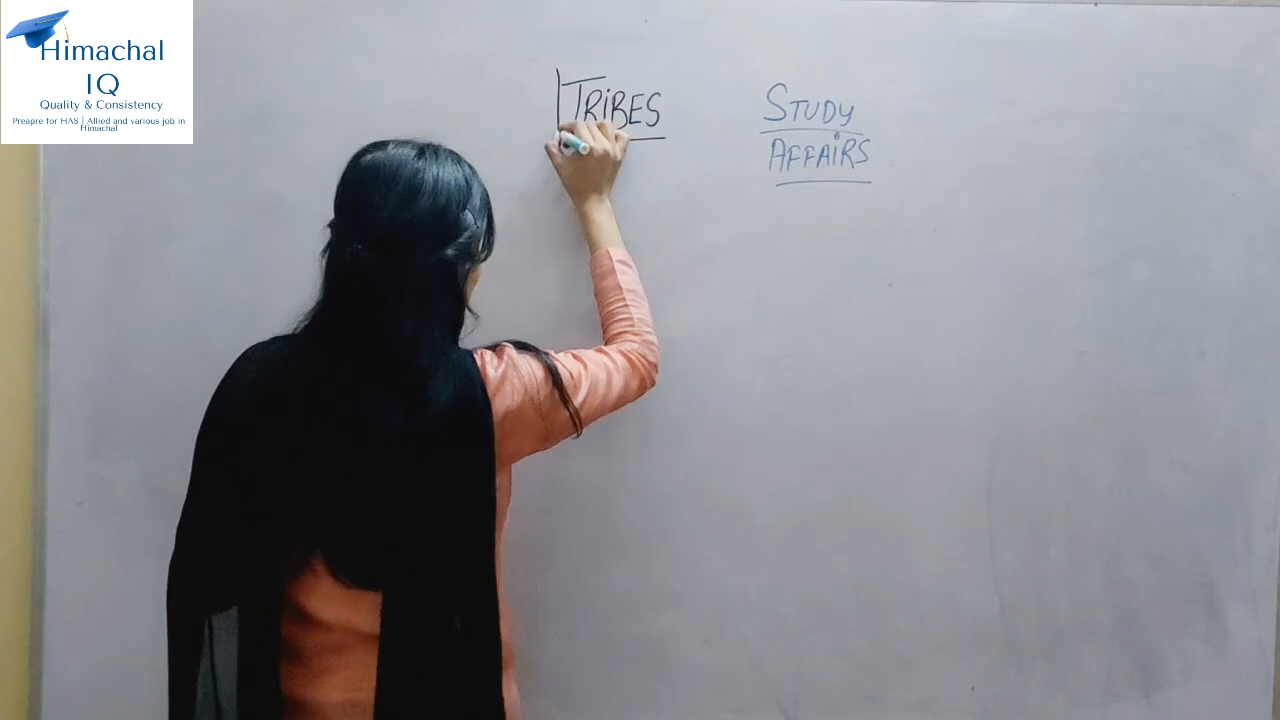 Himachal
IQ
Quality & Consistency
Preapre for HAS | Allied and various job in
Himachal
TRIBES
STUDY
AFFAIRS